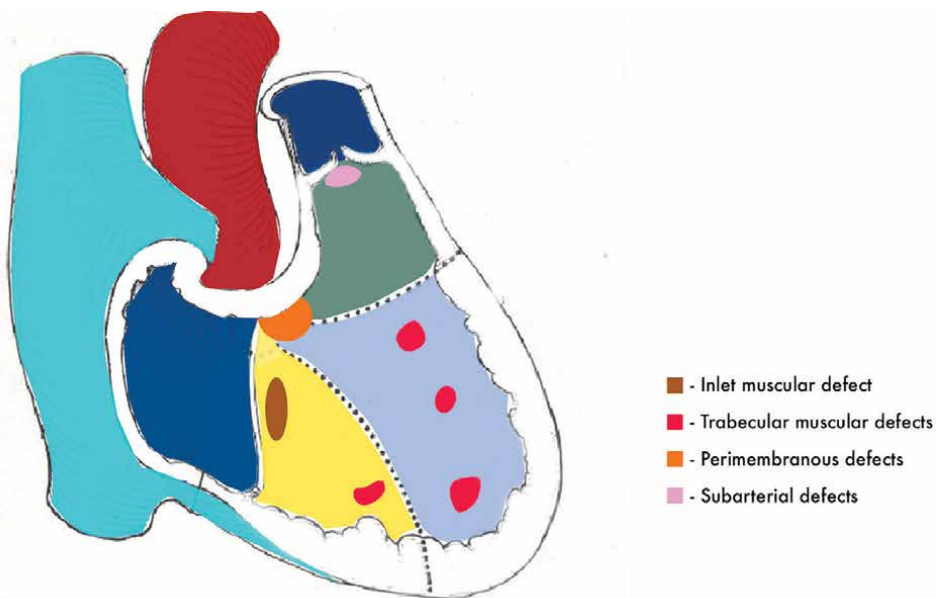 - Inlet muscular defect
- Trabecular muscular defects
- Perimembranous defects
- Subarterial defects